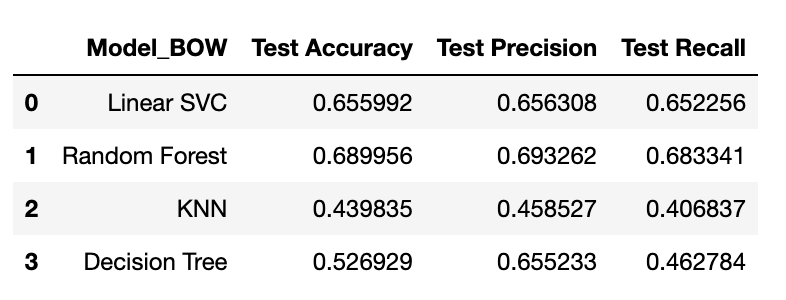 Model_BOW Test Accuracy Test Precision Test Recall
0 Linear SVC 0.655992 0.656308 0.652256
1 Random Forest 0.689956 0.693262 0.683341
2 KNN 0.439835 0.458527 0.406837
3 Decision Tree 0.526929 0.655233 0.462784